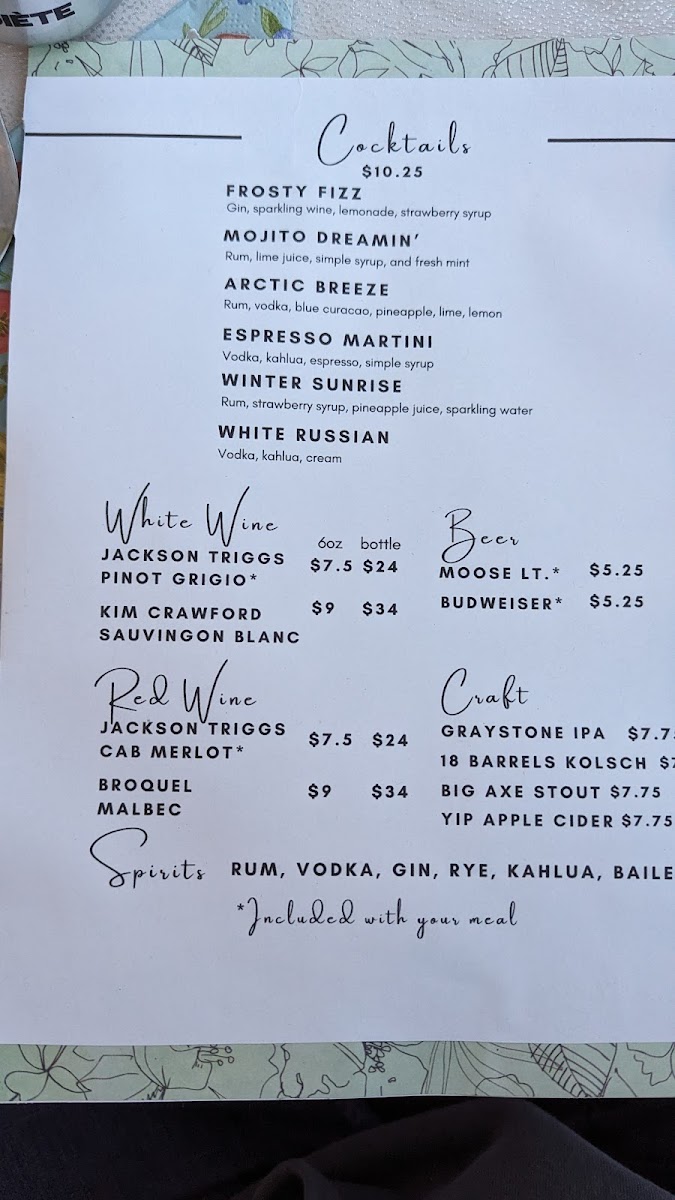 Cocktails
$10.25
FROSTY FIZZ
Gin, sparkling wine, lemonade, strawberry syrup
MOJITO DREAMIN'
Rum, lime juice, simple syrup, and fresh mint
ARCTIC BREEZE
Rum, vodka, blue curacao, pineapple, lime, lemon
ESPRESSO MARTINI
Vodka, kahlua, espresso, simple syrup
WINTER SUNRISE
Rum, strawberry syrup, pineapple juice, sparkling water
WHITE RUSSIAN
Vodka, kahlua, cream
White Wine
6oz bottle
JACKSON TRIGGS $7.5 $24
PINOT GRIGIO*
KIM CRAWFORD $9 $34
SAUVINGON BLANC
Beer
MOOSE LT.* $5.25
BUDWEISER* $5.25
Red Wine
JACKSON TRIGGS $7.5 $24
CAB MERLOT*
BROQUEL $9 $34
MALBEC
Craft
GRAYSTONE IPA
18 BARRELS KOLSCH
BIG AXE STOUT $7.75
YIP APPLE CIDER $7.75
Spirits RUM, VODKA, GIN, RYE, KAHLUA,
*Included with your meal